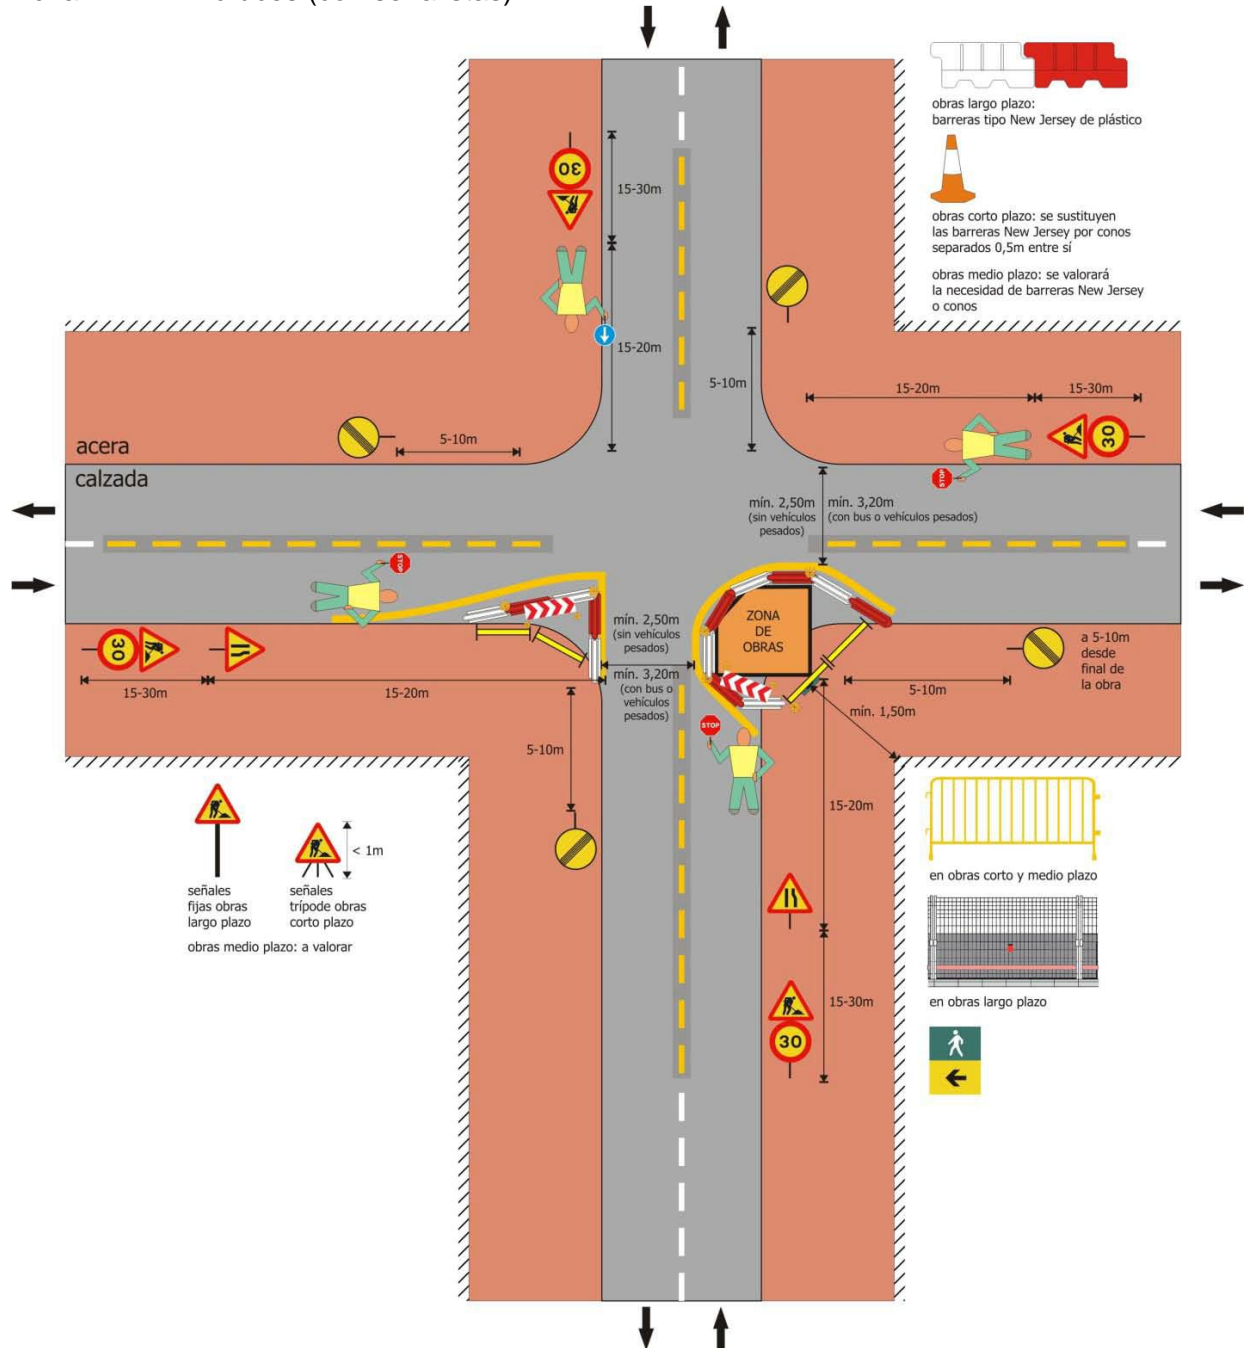 (con señalistas)
obras largo plazo:
barreras tipo New Jersey de plástico
obras corto plazo: se sustituyen
las barreras New Jersey por conos
separados 0,5m entre sí
obras medio plazo: se valorará
la necesidad de barreras New Jersey
o conos
30
15-30m
15-20m
5-10m
15-20m
15-30m
30
acera
5-10m
calzada
STOP
mín. 2,50m
(sin vehículos
pesados)
mín. 3,20m
(con bus o vehículos pesados)
STOP
mín. 2,50m
(sin vehículos
pesados)
ZONA
DE
OBRAS
30
a 5-10m
desde
final de
la obra
15-30m
15-20m
mín. 3,20m
(con bus o
vehículos
pesados)
5-10m
mín. 1,50m
STOP
5-10m
15-20m
< 1m
señales
fijas obras
largo plazo
señales
trípode obras
corto plazo
obras medio plazo: a valorar
en obras corto y medio plazo
15-30m
30
en obras largo plazo